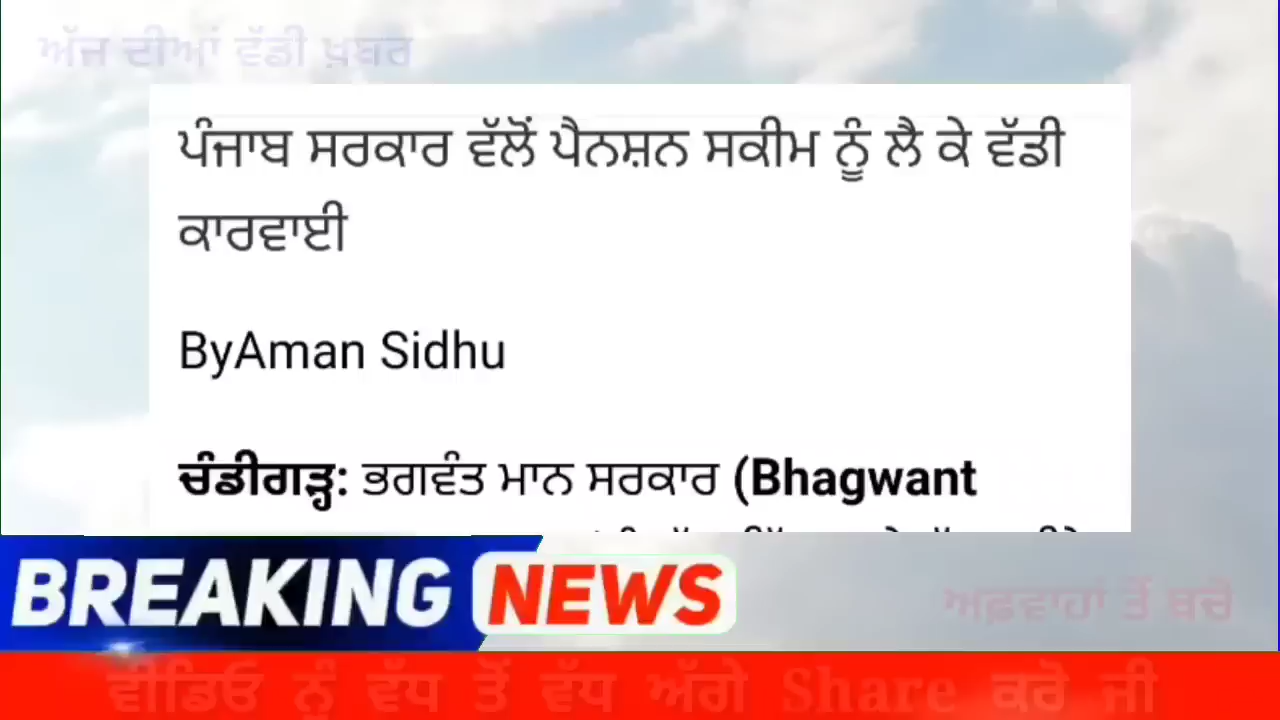 ਅੱਜ ਦੀਆਂ ਵੱਡੀ ਖ਼ਬਰ
ਪੰਜਾਬ ਸਰਕਾਰ ਵੱਲੋਂ ਪੈਨਸ਼ਨ ਸਕੀਮ ਨੂੰ ਲੈ ਕੇ ਵੱਡੀ
ਕਾਰਵਾਈ
ByAman Sidhu
ਚੰਡੀਗੜ੍ਹ: ਭਗਵੰਤ ਮਾਨ ਸਰਕਾਰ (Bhagwant
BREAKING NEWS
ਅਫ਼ਵਾਹਾਂ ਤੋਂ ਬਚੋ
ਵੀਡਿਓ ਨੂੰ ਵੱਧ ਤੋਂ ਵੱਧ ਅੱਗੇ Share ਕਰੋ ਜੀ